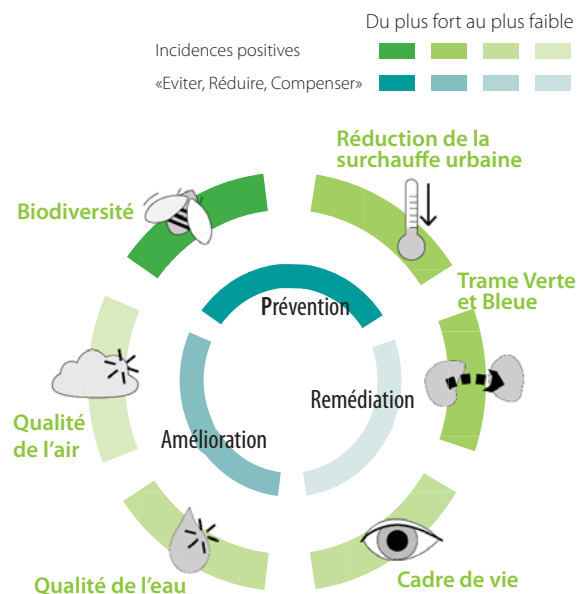 Du plus fort au plus faible
Incidences positives
«Eviter, Réduire, Compenser»
Réduction de la
surchauffe urbaine
Biodiversité
Trame Verte
et Bleue
Prévention
Remédiation
Amélioration
Qualité
de l'air
Qualité de l'eau
Cadre de vie